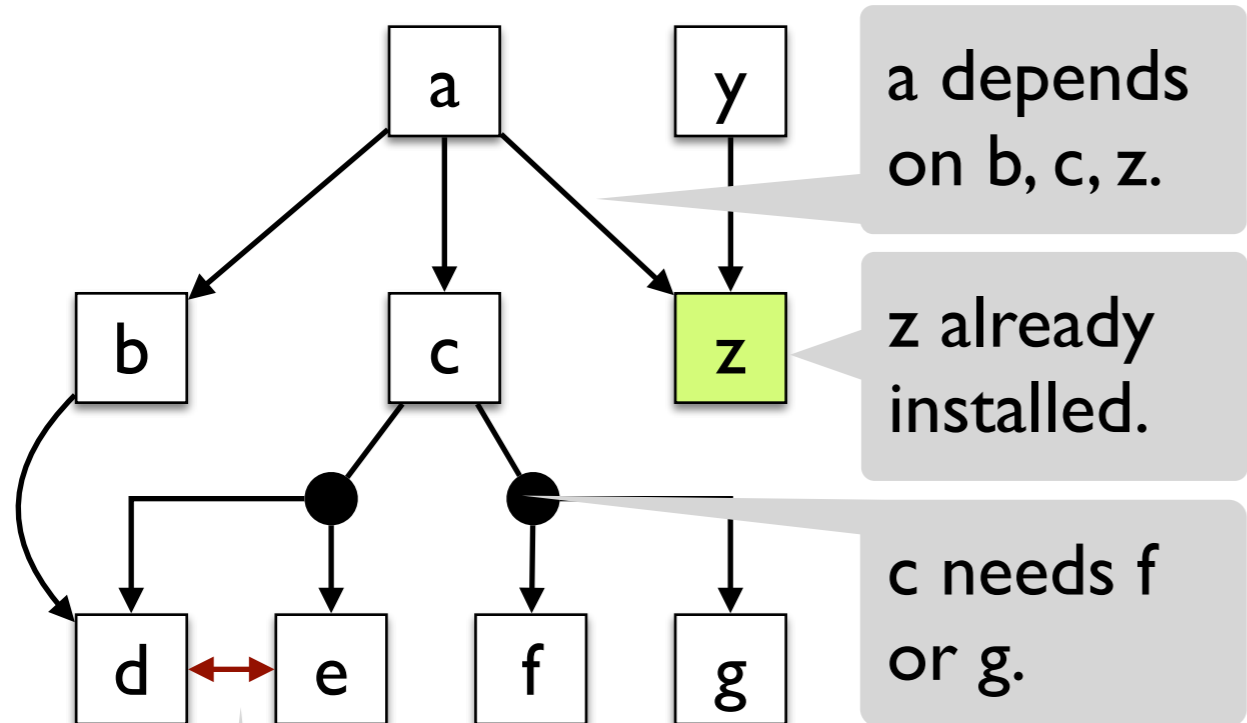 a
y
a depends
on b, c, z.
b
c
z
z already
installed.
c needs f
or g.
d
e
f
g